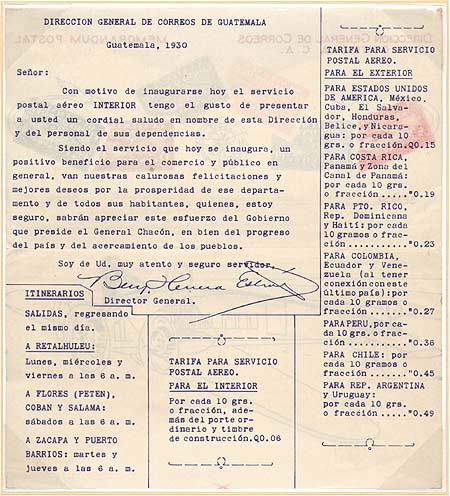 DIRECCION GENERAL DE CORREOS DE GUATEMALA
Guatemala, 1930
Señor:
Con motivo de inaugurarse hoy el servicio
postal aéreo INTERIOR tengo el gusto de presentar
a usted un cordial saludo en nombre de esta Dirección
y del personal de sus dependencias.
Siendo el servicio que hoy se inaugura, un
positivo beneficio para el comercio y público en
general, van nuestras calurosas felicitaciones y
mejores deseos por la prosperidad de ese departa-
mento y de todos sus habitantes, quienes, estoy
seguro, sabrán apreciar este esfuerzo del Gobierno
que preside el General Chacón, en bien del progreso
del país y del acercamiento de los pueblos.
Soy de Ud. muy atento y seguro servidor.
Director General.
ITINERARIOS
SALIDAS, regresando
el mismo día.
A RETALHULEU:
Lunes, miércoles y
viernes a las 6 a. m.
A FLORES (PETEN),
COBAN Y SALAMA:
sábados a las 6 a. m.
A ZACAPA Y PUERTO
BARRIOS: martes y
jueves a las 6 a. m.
TARIFA PARA SERVICIO
POSTAL AEREO.
PARA EL INTERIOR
Por cada 10 grs.
o fracción, ade-
más del porte or-
dinario y timbre
de construcción.Q0.06
TARIFA PARA SERVICIO
POSTAL AEREO.
PARA EL EXTERIOR
PARA ESTADOS UNIDOS
DE AMERICA, México,
Cuba, El Salva-
dor, Honduras,
Belice, y Nicara-
gua: por cada 10
grs. o fracción.Q0.15
PARA COSTA RICA,
Panamá y Zona del
Canal de Panamá:
por cada 10 grs.
o fracción ....."0.19
PARA PTO. RICO,
Rep. Dominicana
y Haití: por cada
10 gramos o frac-
ción ..........."0.23
PARA COLOMBIA,
Ecuador y Vene-
zuela (al tener
conexión con este
último país): por
cada 10 gramos o
fracción ......."0.27
PARA PERU, por ca-
da 10 grs. o frac-
ción ..........."0.36
PARA CHILE: por
cada 10 gramos o
fracción ......."0.45
PARA REP. ARGENTINA
y Uruguay:
por cada 10 grs.
o fracción ....."0.49